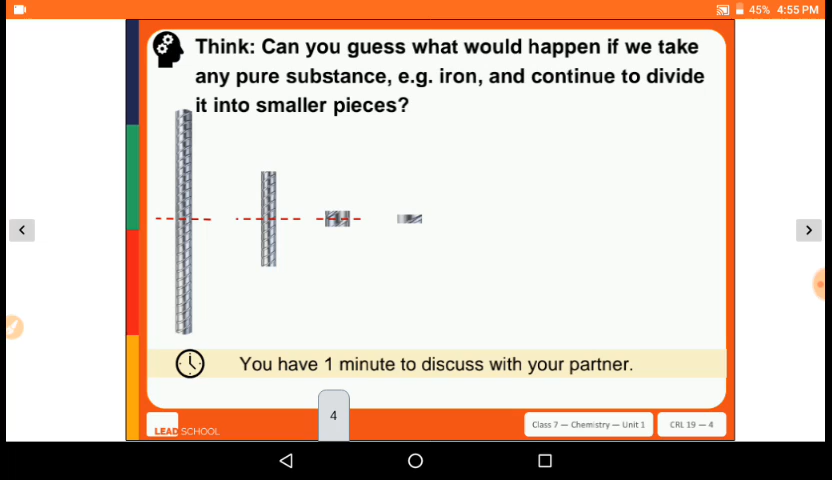 45% 4:55 PM
Think: Can you guess what would happen if we take
any pure substance, e.g. iron, and continue to divide
it into smaller pieces?
You have 1 minute to discuss with your partner.
4
LEAD SCHOOL
Class 7 — Chemistry — Unit 1
CRL 19 — 4